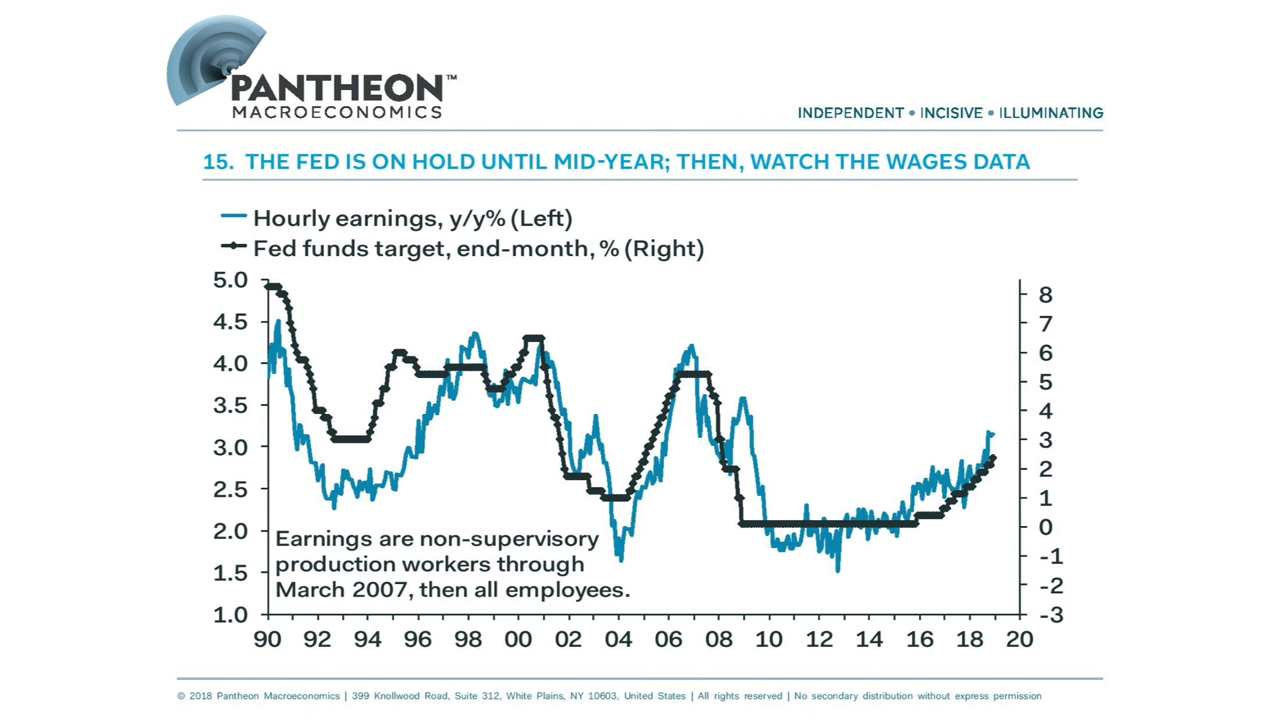 PANTHEON™
MACROECONOMICS
INDEPENDENT • INCISIVE • ILLUMINATING
15. THE FED IS ON HOLD UNTIL MID-YEAR; THEN, WATCH THE WAGES DATA
Hourly earnings, y/y% (Left)
Fed funds target, end-month, % (Right)
5.0
4.5
4.0
3.5
3.0
2.5
2.0
1.5
1.0
8
7
6
5
4
3
2
1
0
-1
-2
-3
Earnings are non-supervisory
production workers through
March 2007, then all employees.
90 92 94 96 98 00 02 04 06 08 10 12 14 16 18 20
© 2018 Pantheon Macroeconomics | 399 Knollwood Road, Suite 312, White Plains, NY 10603, United States | All rights reserved | No secondary distribution without express permission